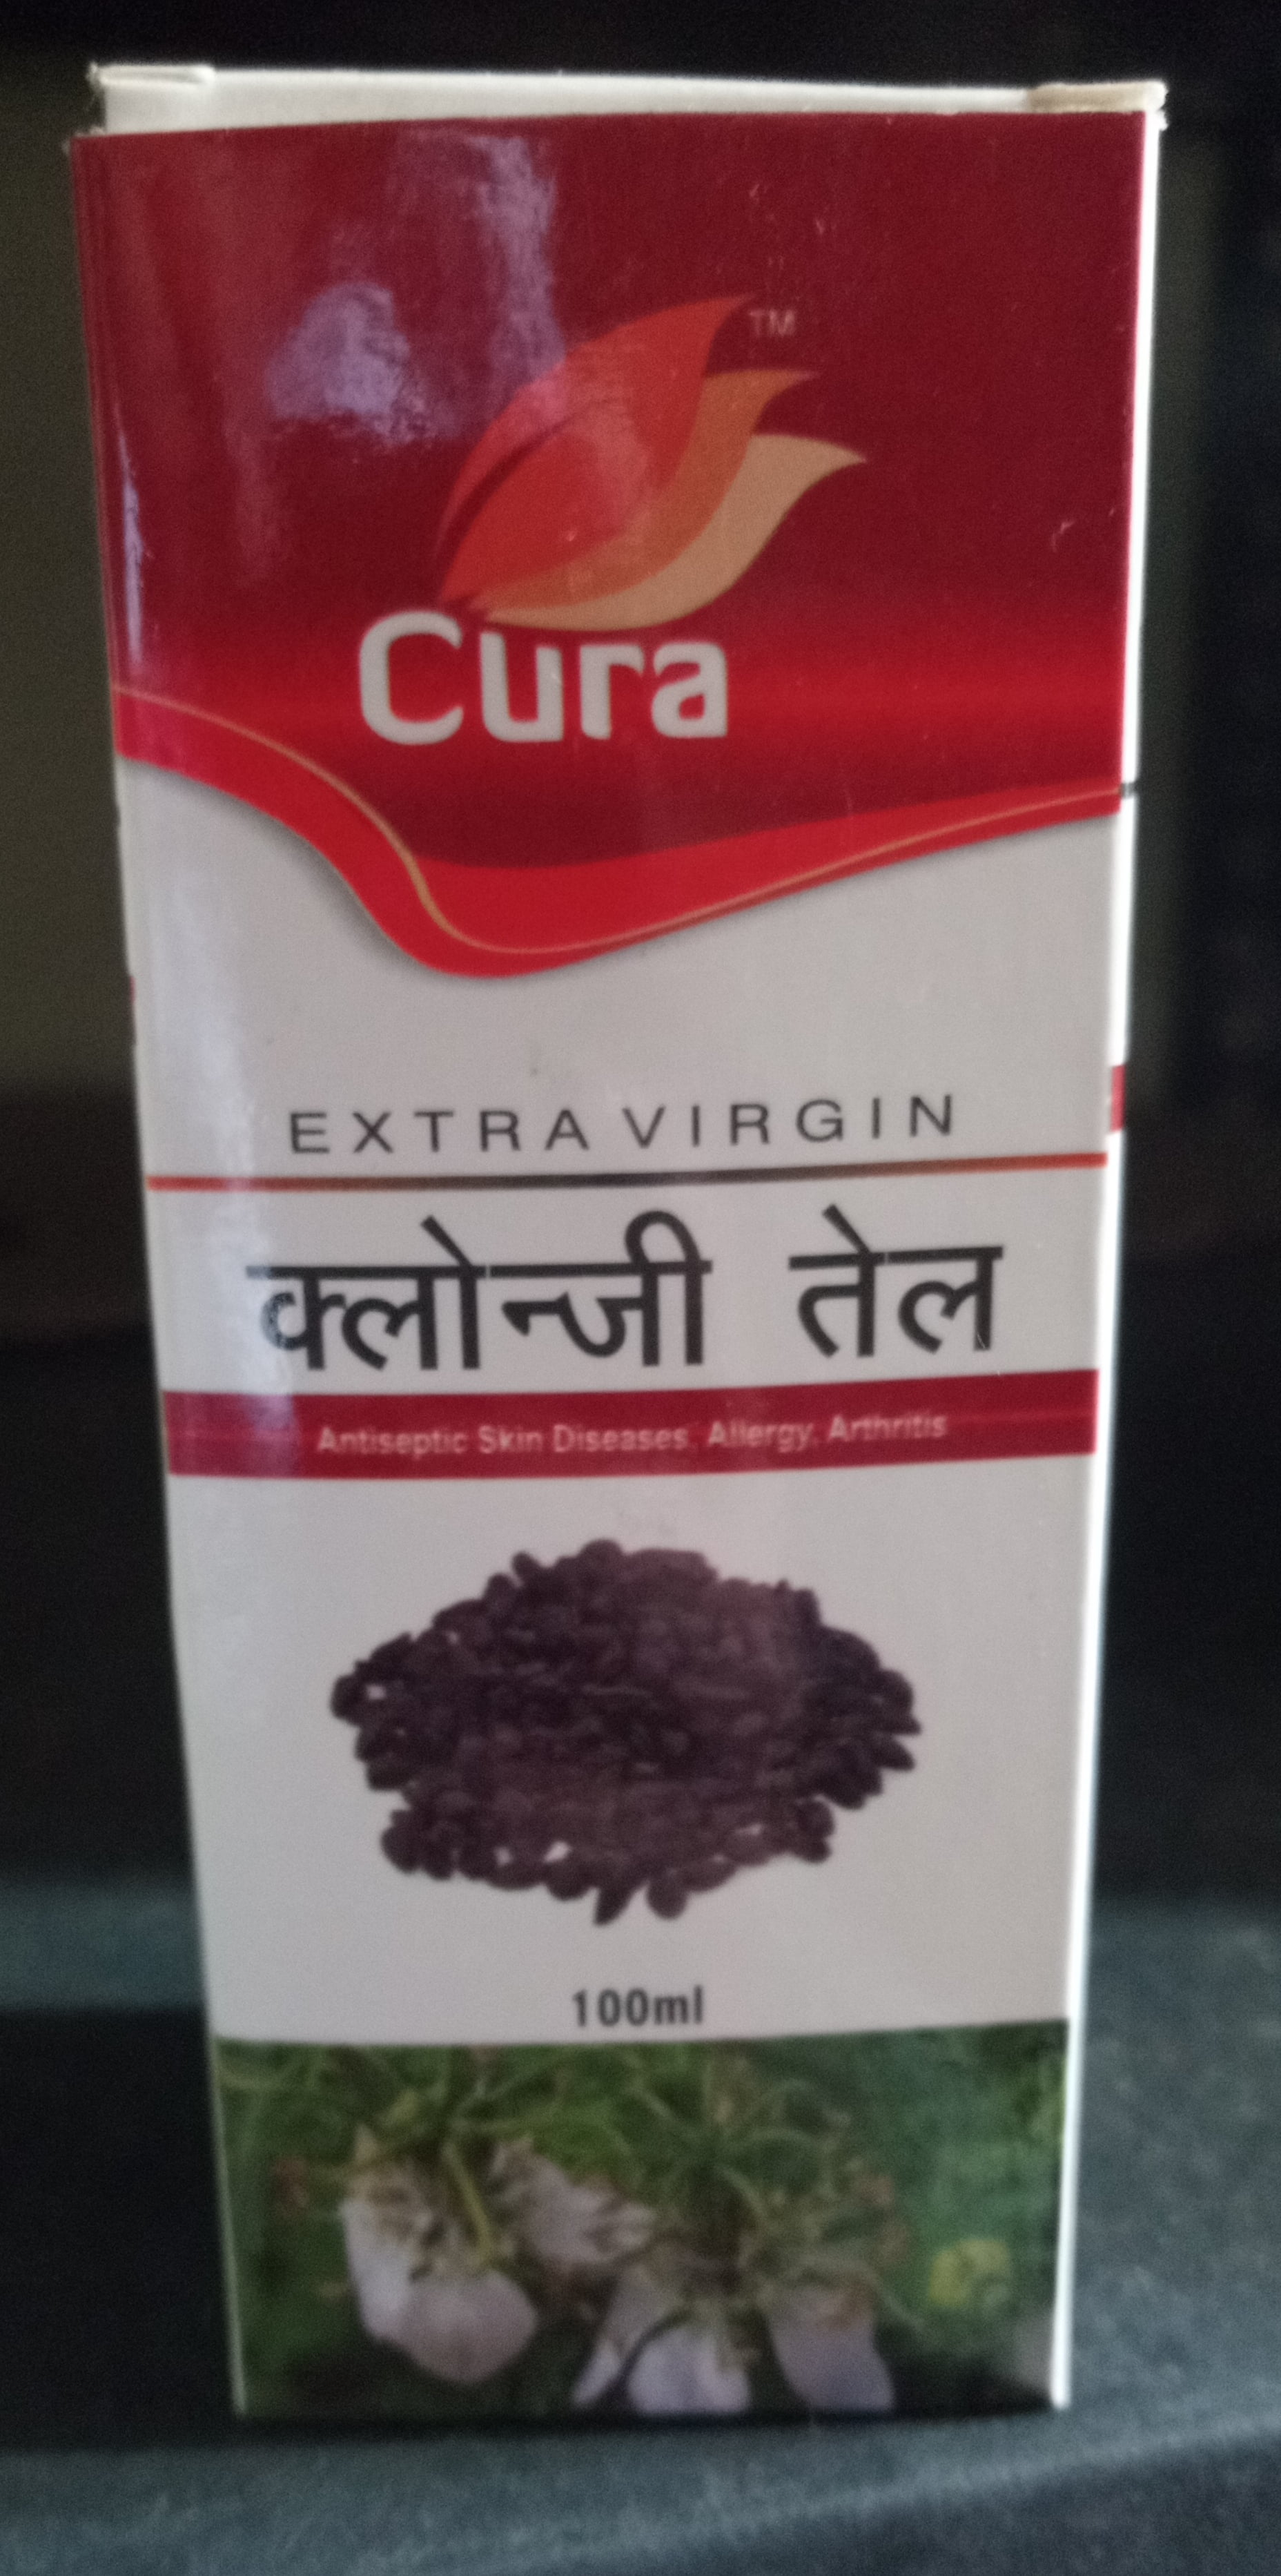 TM
Cura
EXTRA VIRGIN
क्लोन्जी तेल
Antiseptic Skin Diseases, Allergy, Arthritis
100ml